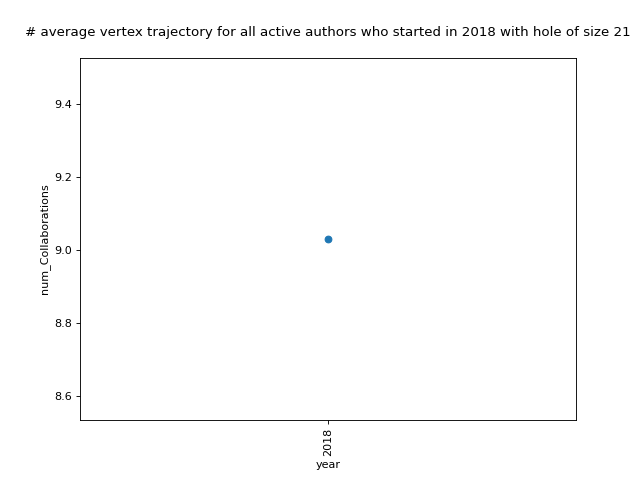 # average vertex trajectory for all active authors who started in 2018 with hole of size 21
num_Collaborations
9.4
9.2
9.0
8.8
8.6
2018
year